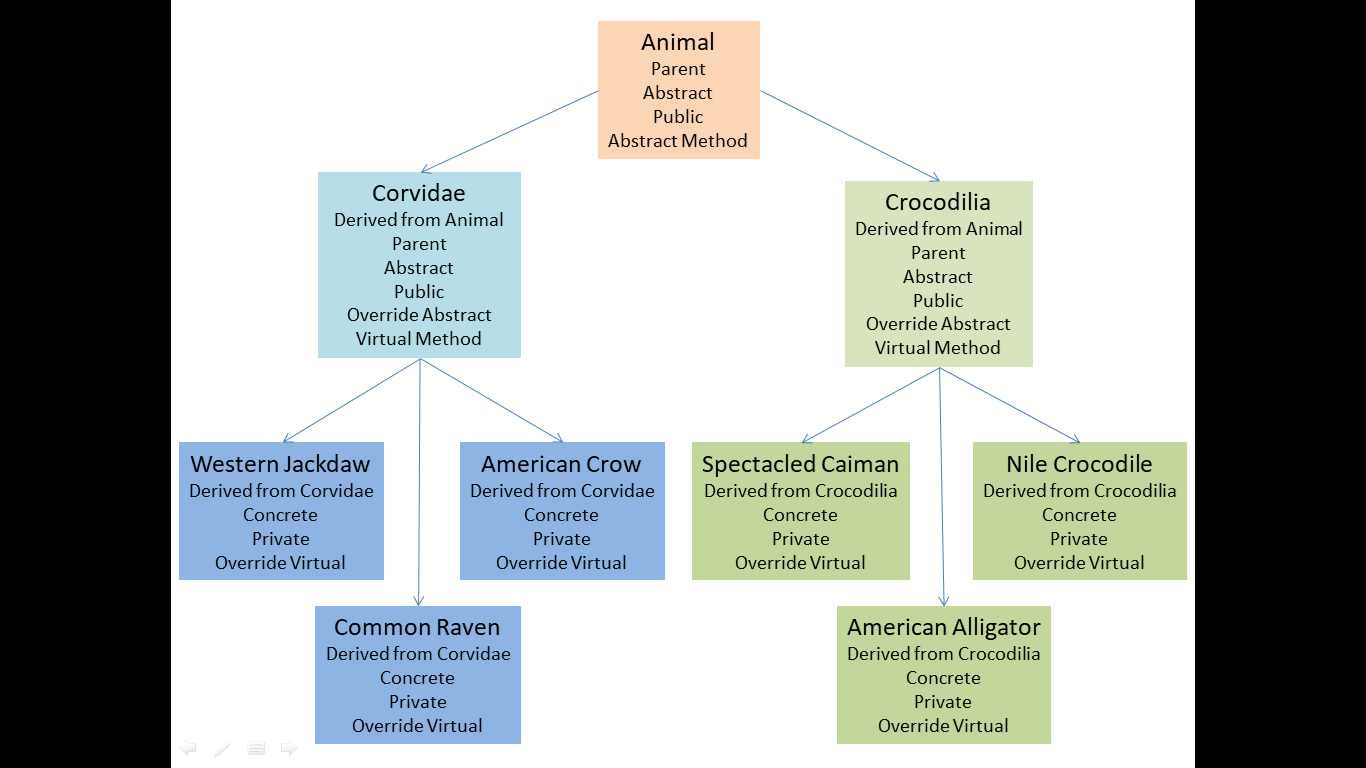 Animal
Parent
Abstract
Public
Abstract Method
Corvidae
Derived from Animal
Parent
Abstract
Public
Override Abstract
Virtual Method
Crocodilia
Derived from Animal
Parent
Abstract
Public
Override Abstract
Virtual Method
Western Jackdaw
Derived from Corvidae
Concrete
Private
Override Virtual
American Crow
Derived from Corvidae
Concrete
Private
Override Virtual
Spectacled Caiman
Derived from Crocodilia
Concrete
Private
Override Virtual
Nile Crocodile
Derived from Crocodilia
Concrete
Private
Override Virtual
Common Raven
Derived from Corvidae
Concrete
Private
Override Virtual
American Alligator
Derived from Crocodilia
Concrete
Private
Override Virtual